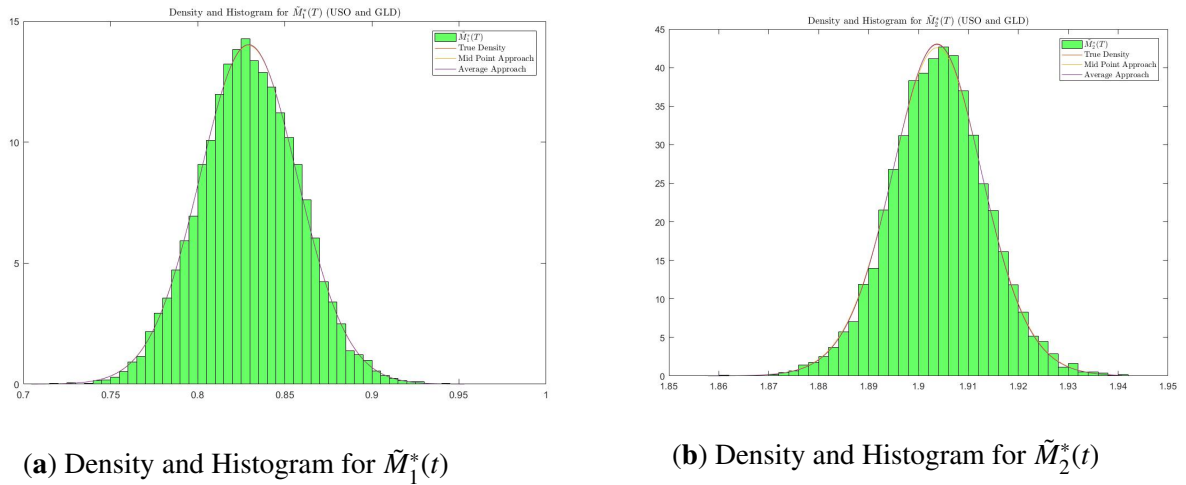 Density and Histogram for M̃₁*(T) (USO and GLD)
M̃₁*(T)
True Density
Mid Point Approach
Average Approach
15
10
5
0
0.7
0.75
0.8
0.85
0.9
0.95
1
(a) Density and Histogram for M̃₁*(t)
Density and Histogram for M̃₂*(T) (USO and GLD)
M̃₂*(T)
True Density
Mid Point Approach
Average Approach
45
40
35
30
25
20
15
10
5
0
1.85
1.86
1.87
1.88
1.89
1.9
1.91
1.92
1.93
1.94
1.95
(b) Density and Histogram for M̃₂*(t)